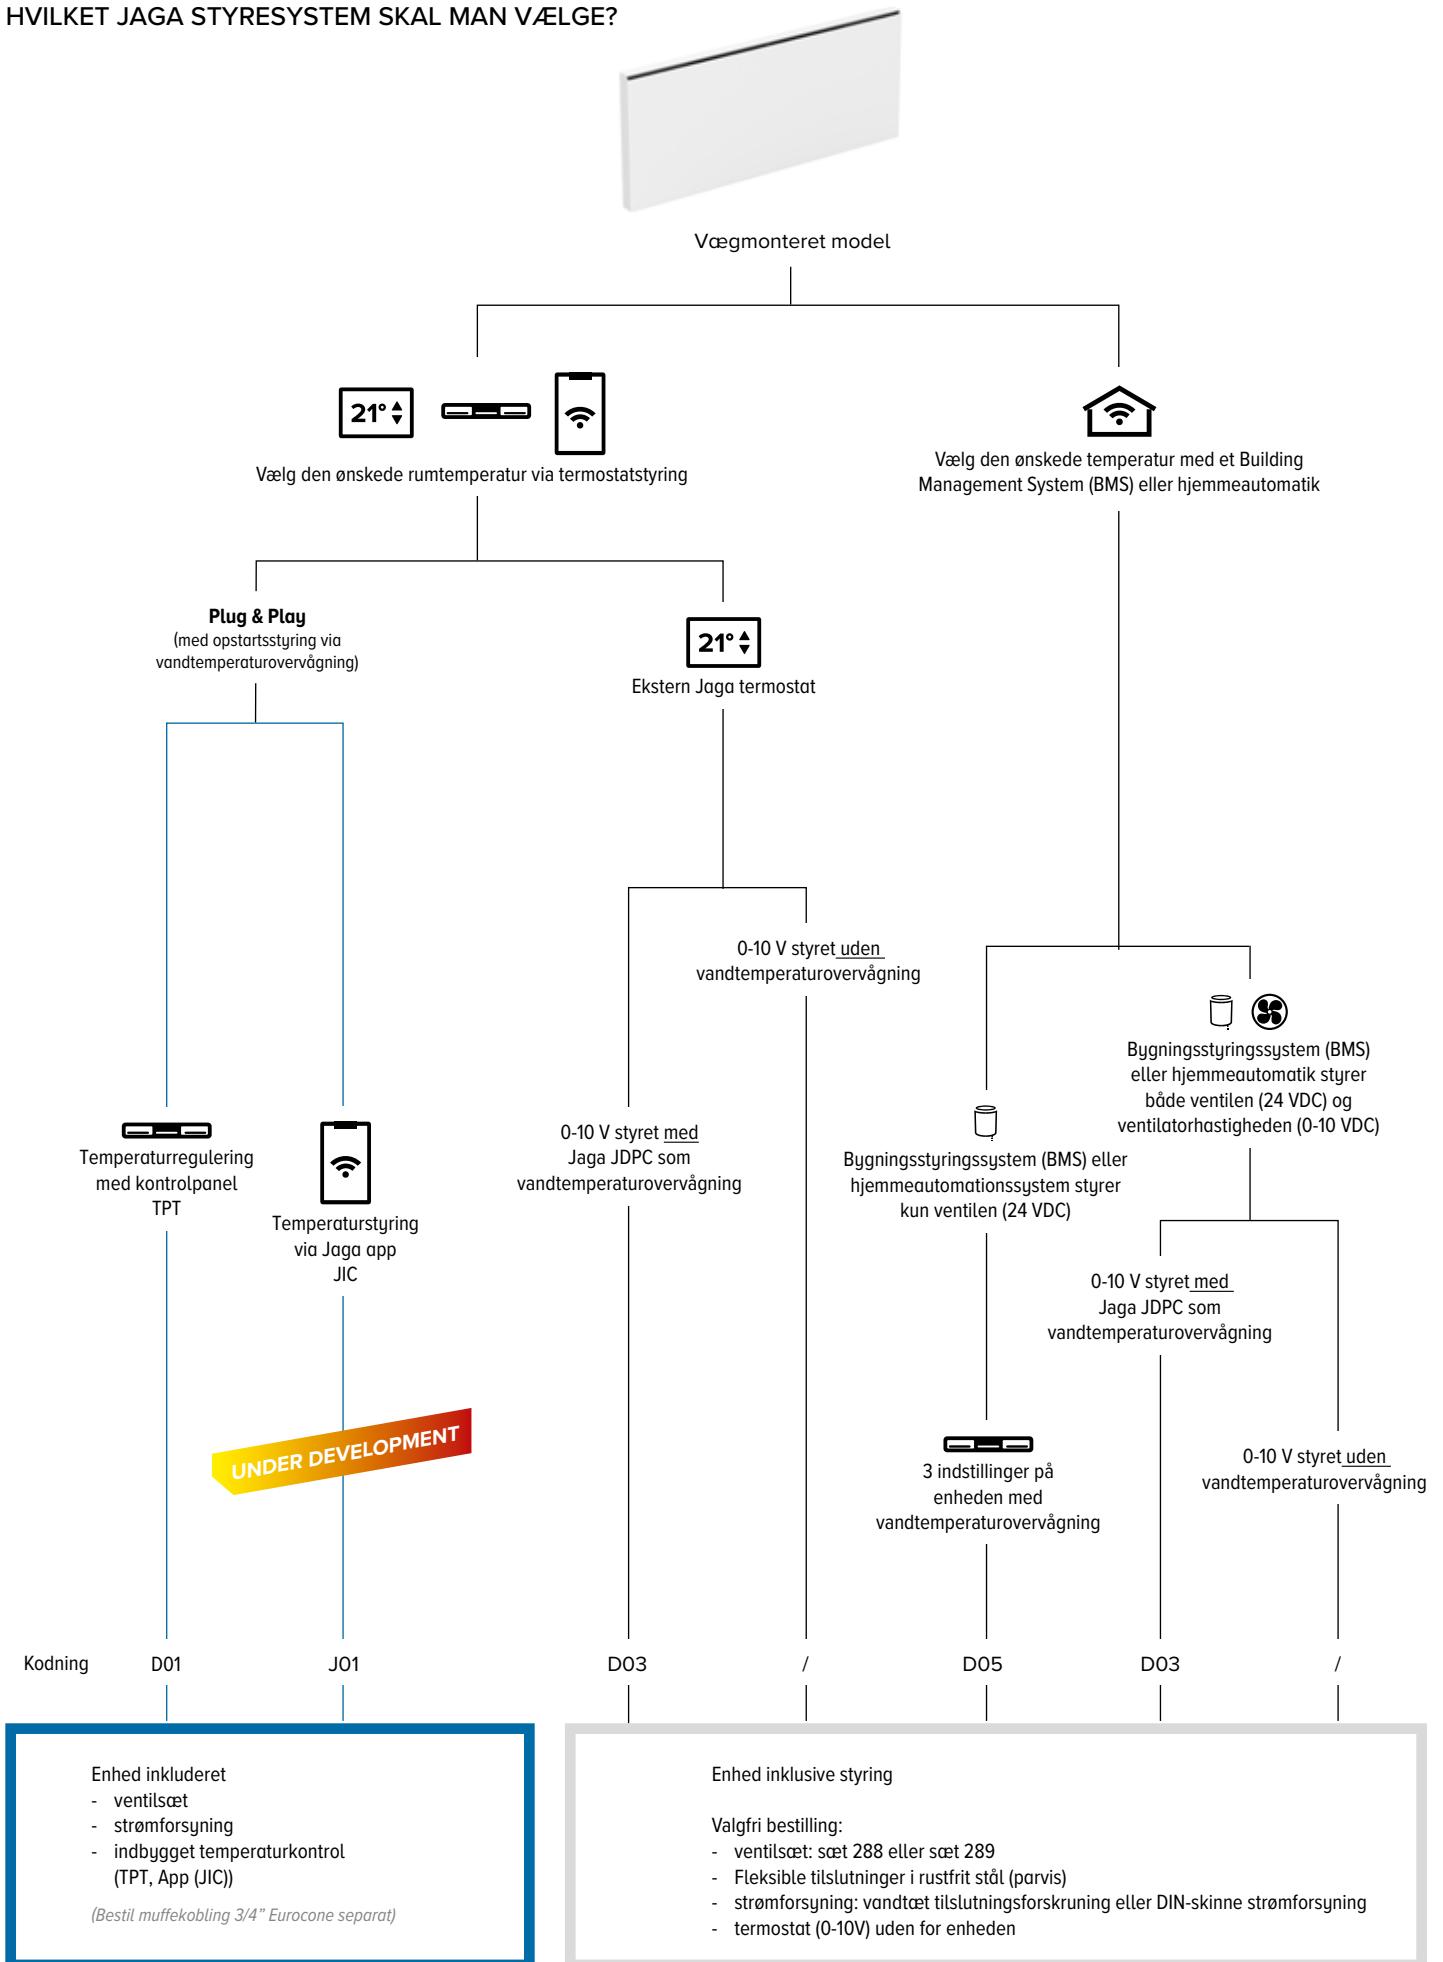 HVILKET JAGA STYRESYSTEM SKAL MAN VÆLGE?
Vægmonteret model
21°
Vælg den ønskede rumtemperatur via termostatstyring
Vælg den ønskede temperatur med et Building
Management System (BMS) eller hjemmeautomatik
Plug & Play
(med opstartsstyring via
vandtemperaturovervågning)
21°
Ekstern Jaga termostat
0-10 V styret uden
vandtemperaturovervågning
Bygningsstyringssystem (BMS)
eller hjemmeautomatik styrer
både ventilen (24 VDC) og
ventilatorhastigheden (0-10 VDC)
Temperaturregulering
med kontrolpanel
TPT
Temperaturstyring
via Jaga app
JIC
0-10 V styret med
Jaga JDPC som
vandtemperaturovervågning
Bygningsstyringssystem (BMS) eller
hjemmeautomationssystem styrer
kun ventilen (24 VDC)
0-10 V styret med
Jaga JDPC som
vandtemperaturovervågning
UNDER DEVELOPMENT
3 indstillinger på
enheden med
vandtemperaturovervågning
0-10 V styret uden
vandtemperaturovervågning
Kodning D01 J01 D03 / D05 D03 /
Enhed inkluderet
- ventilsæt
- strømforsyning
- indbygget temperaturkontrol
(TPT, App (JIC))
(Bestil muffekobling 3/4” Eurocone separat)
Enhed inklusive styring
Valgfri bestilling:
- ventilsæt: sæt 288 eller sæt 289
- Fleksible tilslutninger i rustfrit stål (parvis)
- strømforsyning: vandtæt tilslutningsforskruning eller DIN-skinne strømforsyning
- termostat (0-10V) uden for enheden